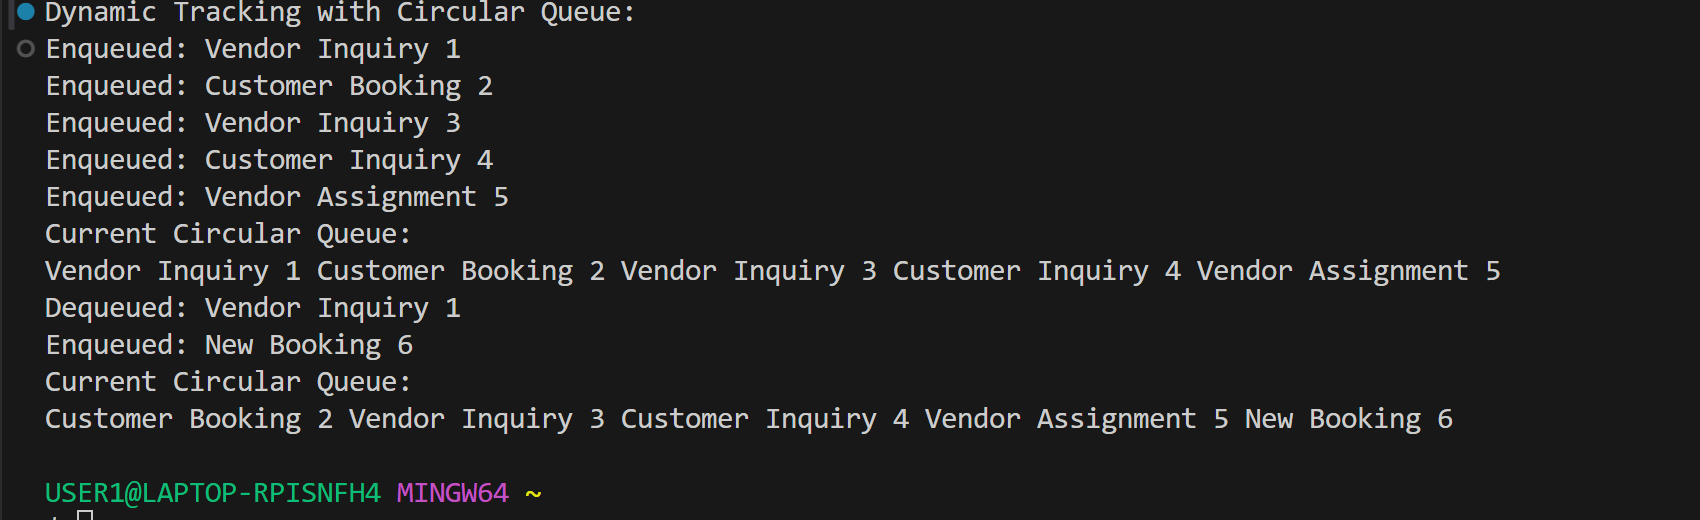 Dynamic Tracking with Circular Queue:
Enqueued: Vendor Inquiry 1
Enqueued: Customer Booking 2
Enqueued: Vendor Inquiry 3
Enqueued: Customer Inquiry 4
Enqueued: Vendor Assignment 5
Current Circular Queue:
Vendor Inquiry 1 Customer Booking 2 Vendor Inquiry 3 Customer Inquiry 4 Vendor Assignment 5
Dequeued: Vendor Inquiry 1
Enqueued: New Booking 6
Current Circular Queue:
Customer Booking 2 Vendor Inquiry 3 Customer Inquiry 4 Vendor Assignment 5 New Booking 6
USER1@LAPTOP-RPISNFH4 MINGW64 ~